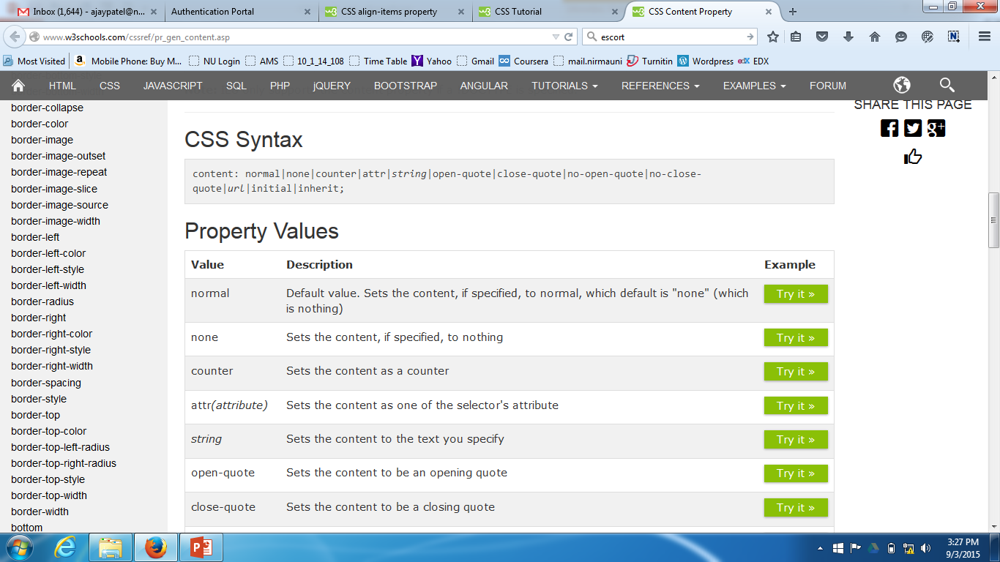 Inbox (1,644) - ajaypatel@n...
Authentication Portal
CSS align-items property
CSS Tutorial
CSS Content Property
www.w3schools.com/cssref/pr_gen_content.asp
escort
Most Visited
Mobile Phone: Buy M...
NU Login
AMS
10_1_14_108
Time Table
Yahoo
Gmail
Coursera
mail.nirmauni
Turnitin
Wordpress
edX EDX
HTML
CSS
JAVASCRIPT
SQL
PHP
jQUERY
BOOTSTRAP
ANGULAR
TUTORIALS
REFERENCES
EXAMPLES
FORUM
border-collapse
border-color
border-image
border-image-outset
border-image-repeat
border-image-slice
border-image-source
border-image-width
border-left
border-left-color
border-left-style
border-left-width
border-radius
border-right
border-right-color
border-right-style
border-right-width
border-spacing
border-style
border-top
border-top-color
border-top-left-radius
border-top-right-radius
border-top-style
border-top-width
border-width
bottom
CSS Syntax
content: normal|none|counter|attr|string|open-quote|close-quote|no-open-quote|no-close-
quote|url|initial|inherit;
Property Values
Value Description Example
normal Default value. Sets the content, if specified, to normal, which default is "none" (which Try it »
is nothing)
none Sets the content, if specified, to nothing Try it »
counter Sets the content as a counter Try it »
attr(attribute) Sets the content as one of the selector's attribute Try it »
string Sets the content to the text you specify Try it »
open-quote Sets the content to be an opening quote Try it »
close-quote Sets the content to be a closing quote Try it »
SHARE THIS PAGE
3:27 PM
9/3/2015